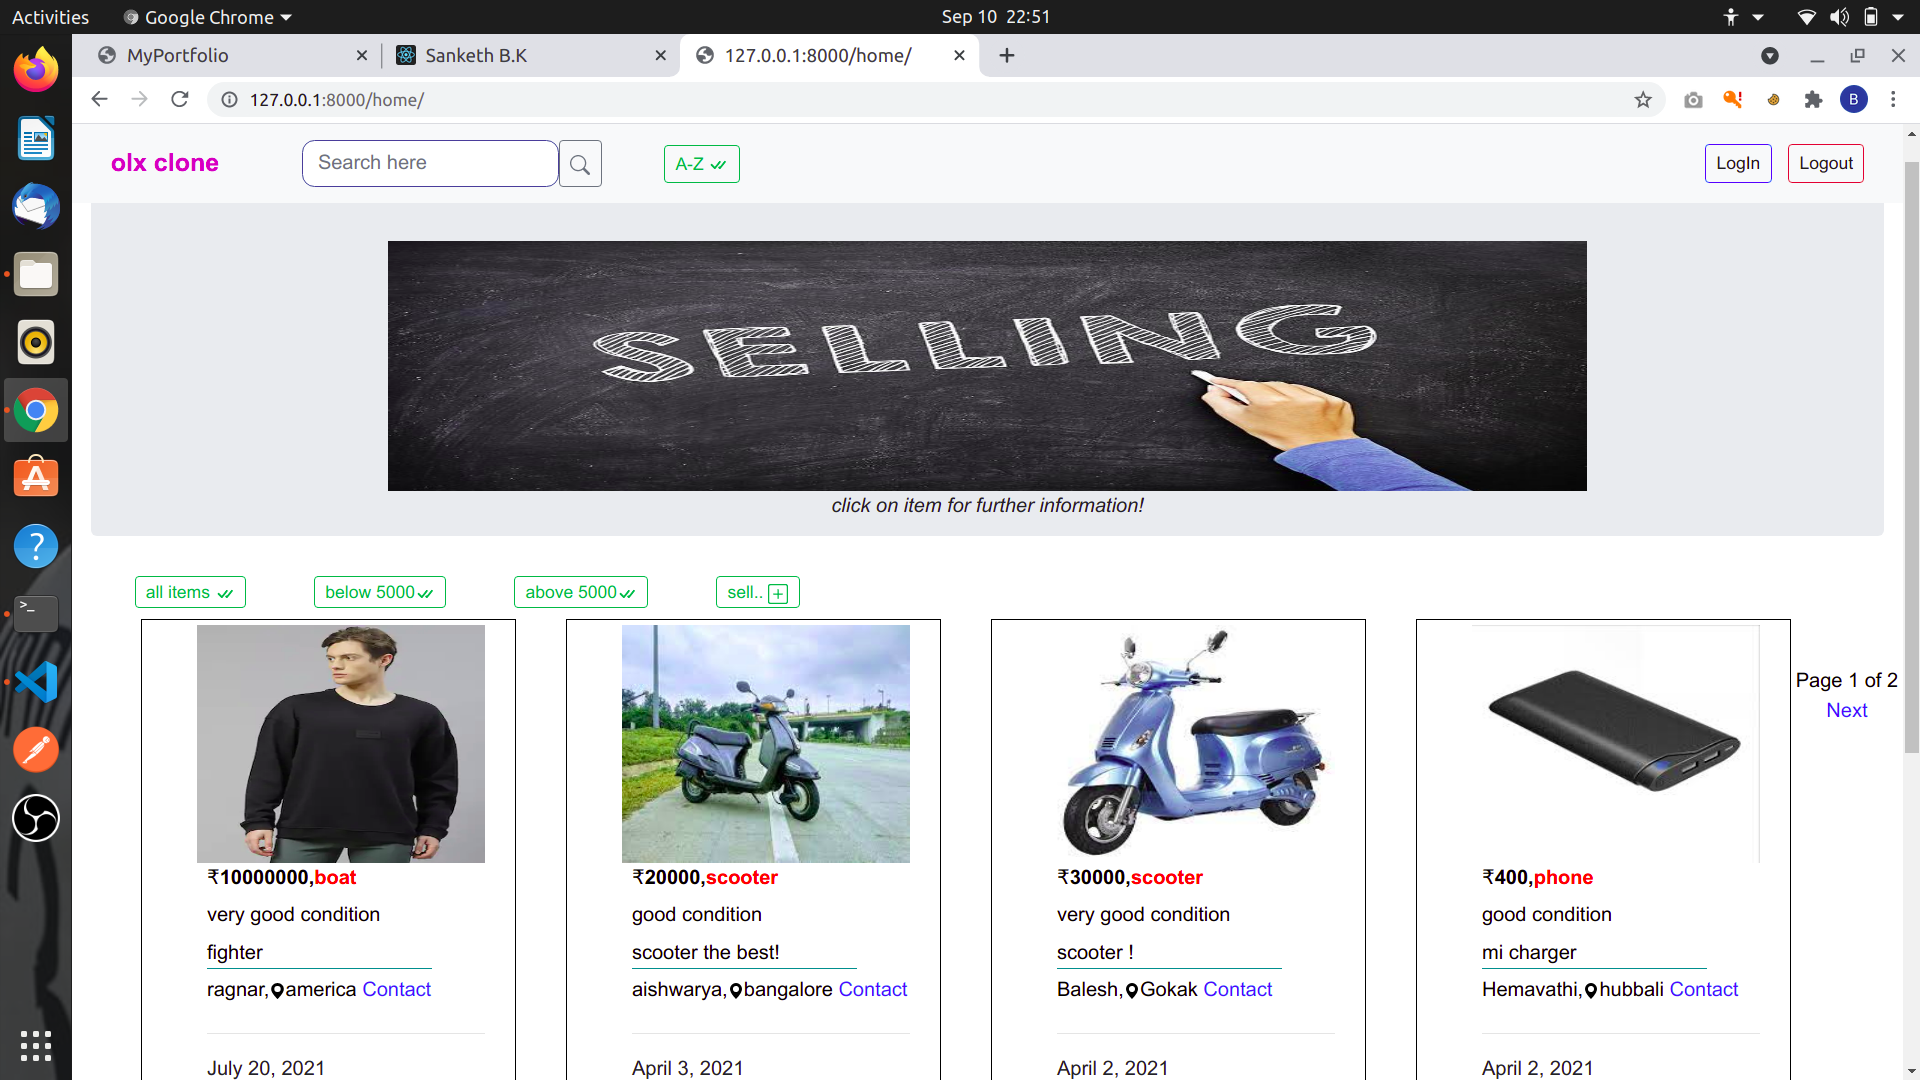 Activities
Google Chrome
Sep 10 22:51
MyPortfolio
Sanketh B.K
127.0.0.1:8000/home/
127.0.0.1:8000/home/
B
olx clone
Search here
A-Z
LogIn
Logout
SELLING
click on item for further information!
all items
below 5000
above 5000
sell..
₹10000000,boat
very good condition
fighter
ragnar,america Contact
July 20, 2021
₹20000,scooter
good condition
scooter the best!
aishwarya,bangalore Contact
April 3, 2021
₹30000,scooter
very good condition
scooter !
Balesh,Gokak Contact
April 2, 2021
₹400,phone
good condition
mi charger
Hemavathi,hubbali Contact
April 2, 2021
Page 1 of 2
Next